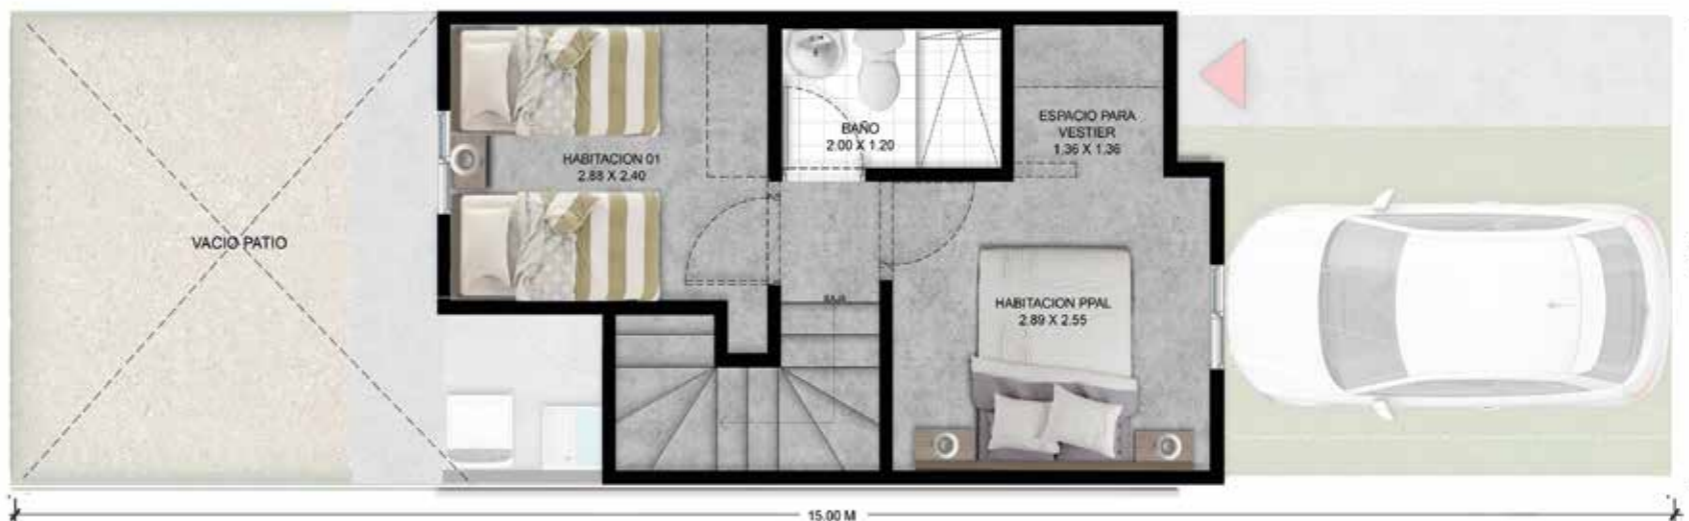 VACIO PATIO
HABITACION 01
2.88 X 2.40
BAÑO
2.00 X 1.20
ESPACIO PARA
VESTIER
1.36 X 1.36
HABITACION PPAL
2.89 X 2.55
15.00 M